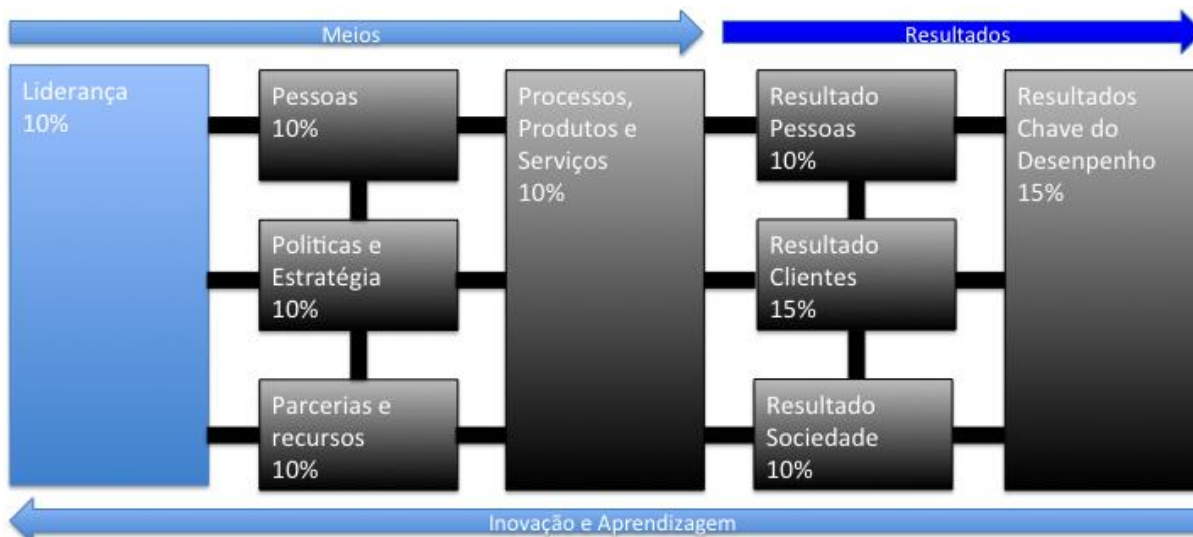 Meios
Resultados
Liderança
10%
Pessoas
10%
Politicas e
Estratégia
10%
Parcerias e
recursos
10%
Processos,
Produtos e
Serviços
10%
Resultado
Pessoas
10%
Resultado
Clientes
15%
Resultado
Sociedade
10%
Resultados
Chave do
Desenpenho
15%
Inovação e Aprendizagem